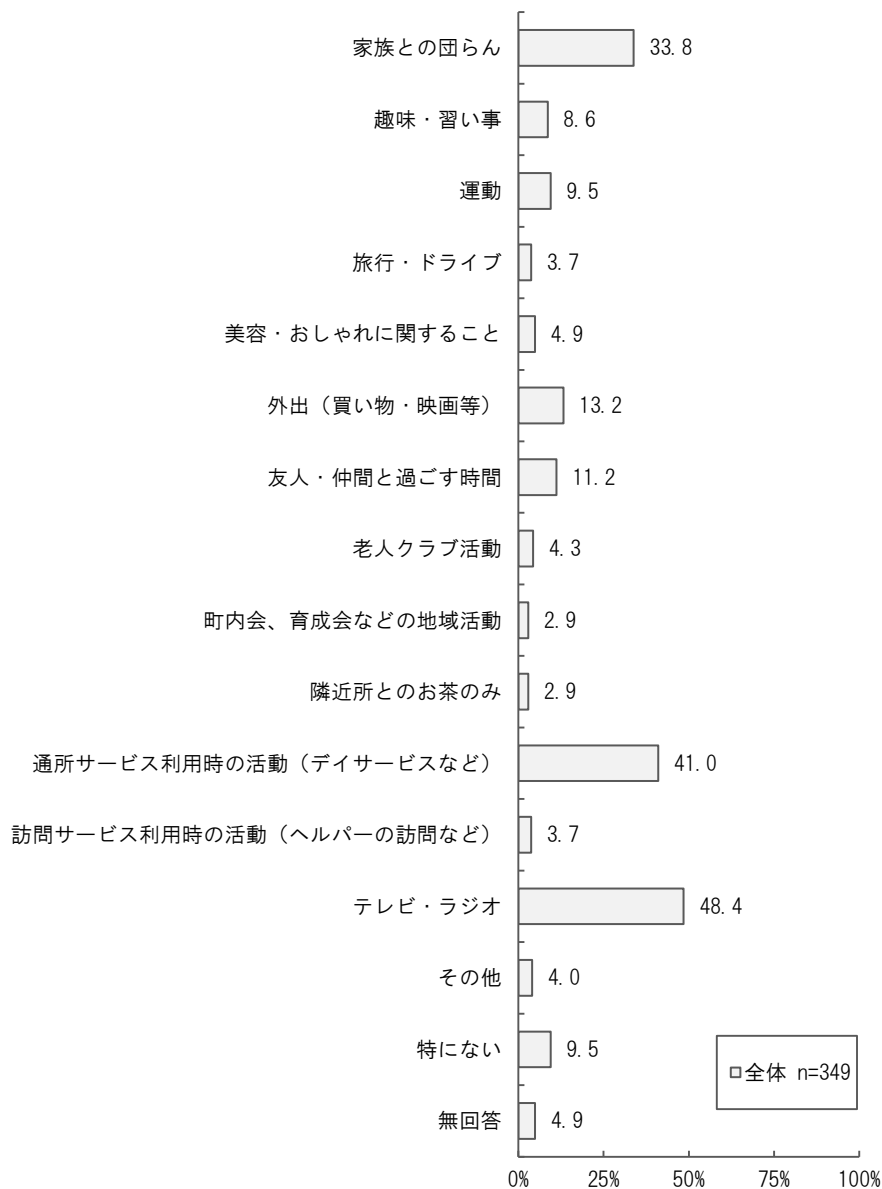 家族との団らん 33.8
趣味・習い事 8.6
運動 9.5
旅行・ドライブ 3.7
美容・おしゃれに関すること 4.9
外出（買い物・映画等） 13.2
友人・仲間と過ごす時間 11.2
老人クラブ活動 4.3
町内会、育成会などの地域活動 2.9
隣近所とのお茶のみ 2.9
通所サービス利用時の活動（デイサービスなど） 41.0
訪問サービス利用時の活動（ヘルパーの訪問など） 3.7
テレビ・ラジオ 48.4
その他 4.0
特にない 9.5
全体 n=349
無回答 4.9
0% 25% 50% 75% 100%